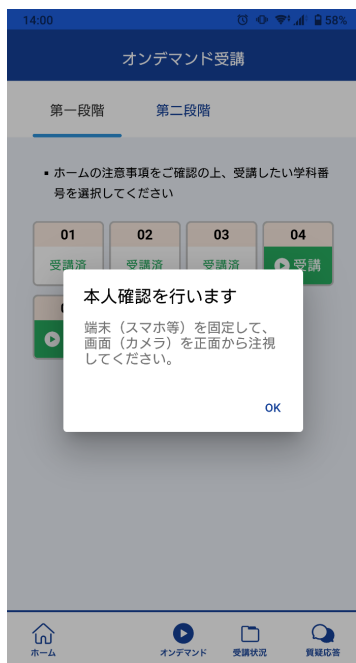 14:00 58%
オンデマンド受講
第一段階 第二段階
▪ ホームの注意事項をご確認の上、受講したい学科番
号を選択してください
01 02 03 04
受講済 受講済 受講済 受講
本人確認を行います
端末（スマホ等）を固定して、
画面（カメラ）を正面から注視
してください。
OK
ホーム オンデマンド 受講状況 質疑応答